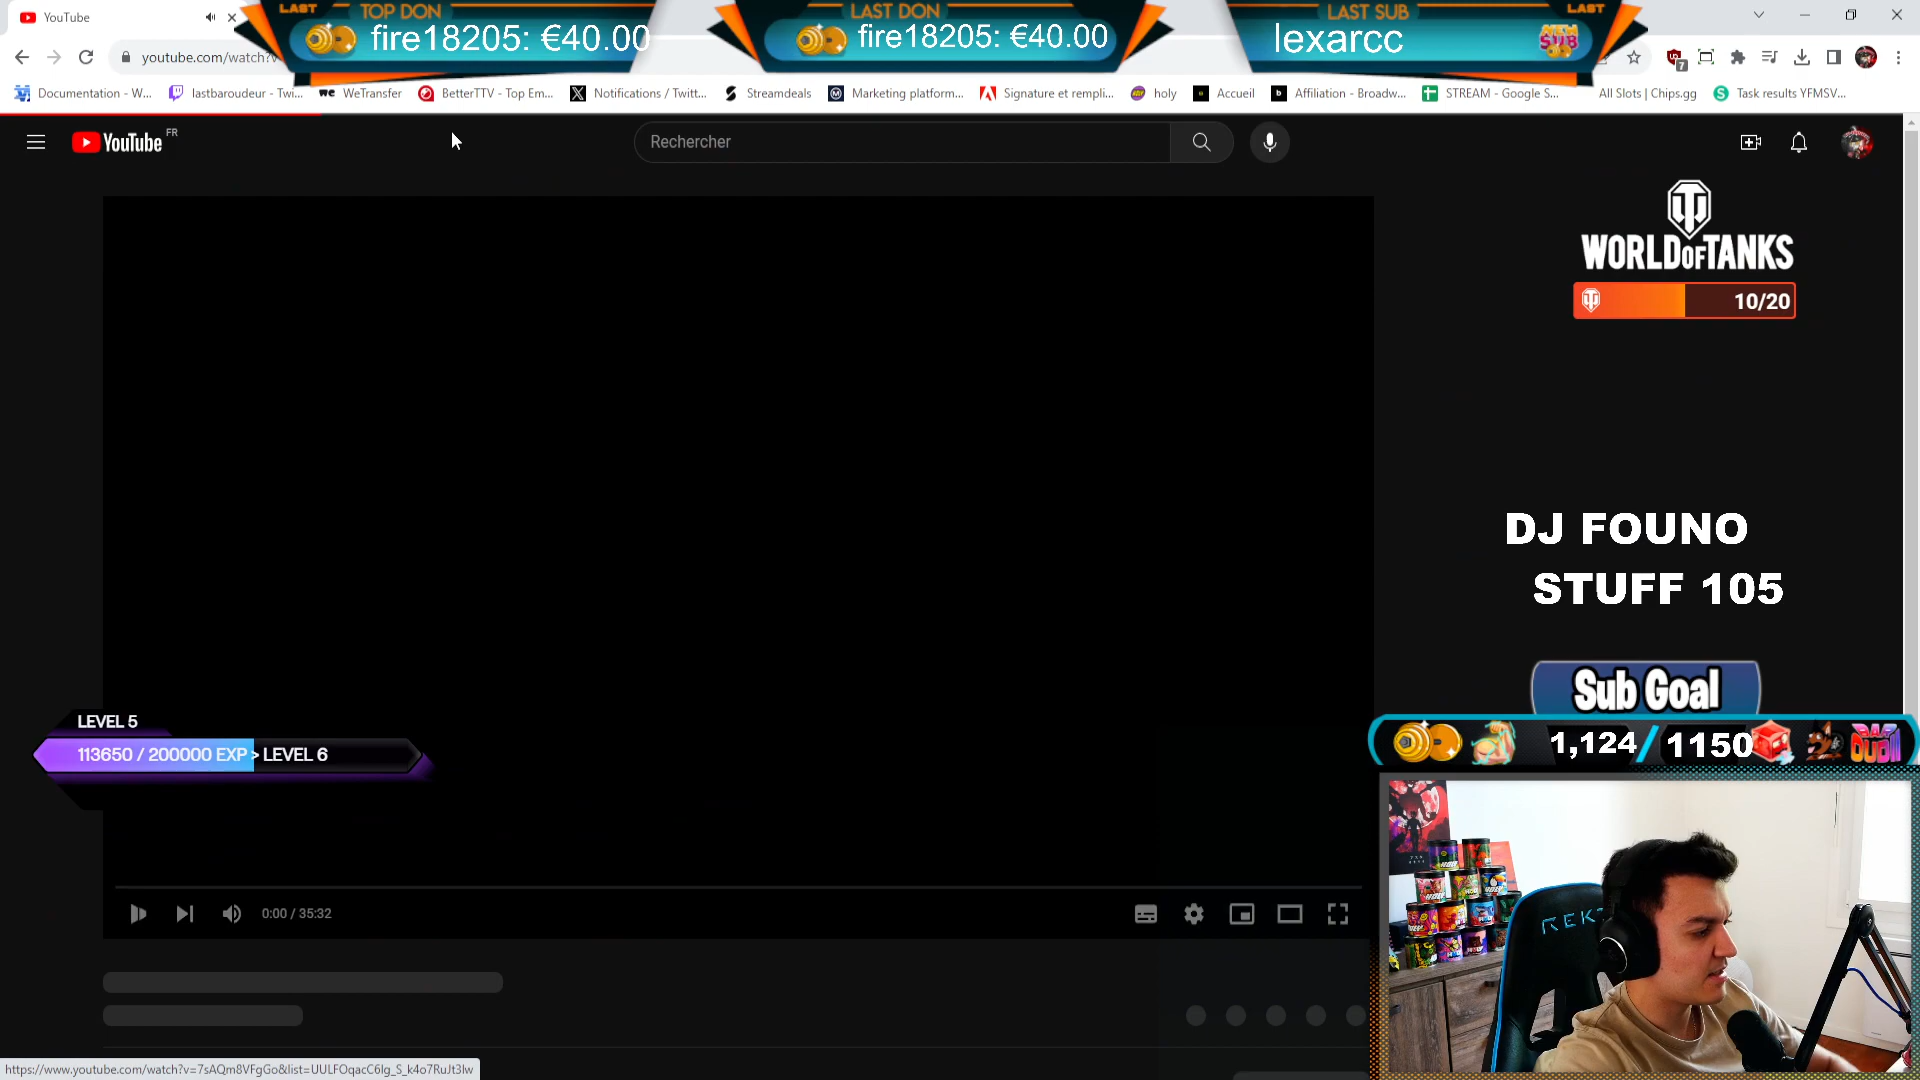 YouTube
LAST TOP DON
fire18205: €40.00
LAST DON
fire18205: €40.00
LAST SUB LAST
lexarcc
NEW SUB
youtube.com/watch?v
7
Documentation - W...
lastbaroudeur - Twi...
WeTransfer
BetterTTV - Top Em...
Notifications / Twitt...
Streamdeals
Marketing platform...
Signature et rempli...
holy
Accueil
Affiliation - Broadw...
STREAM - Google S...
All Slots | Chips.gg
Task results YFMSV...
YouTube FR
Rechercher
WORLD OF TANKS
10/20
DJ FOUNO
STUFF 105
Sub Goal
1,124 / 1150
LEVEL 5
113650 / 200000 EXP > LEVEL 6
0:00 / 35:32
REK
https://www.youtube.com/watch?v=7sAQm8VFgGo&list=UULFOqacC6lg_S_k4o7RuJt3lw